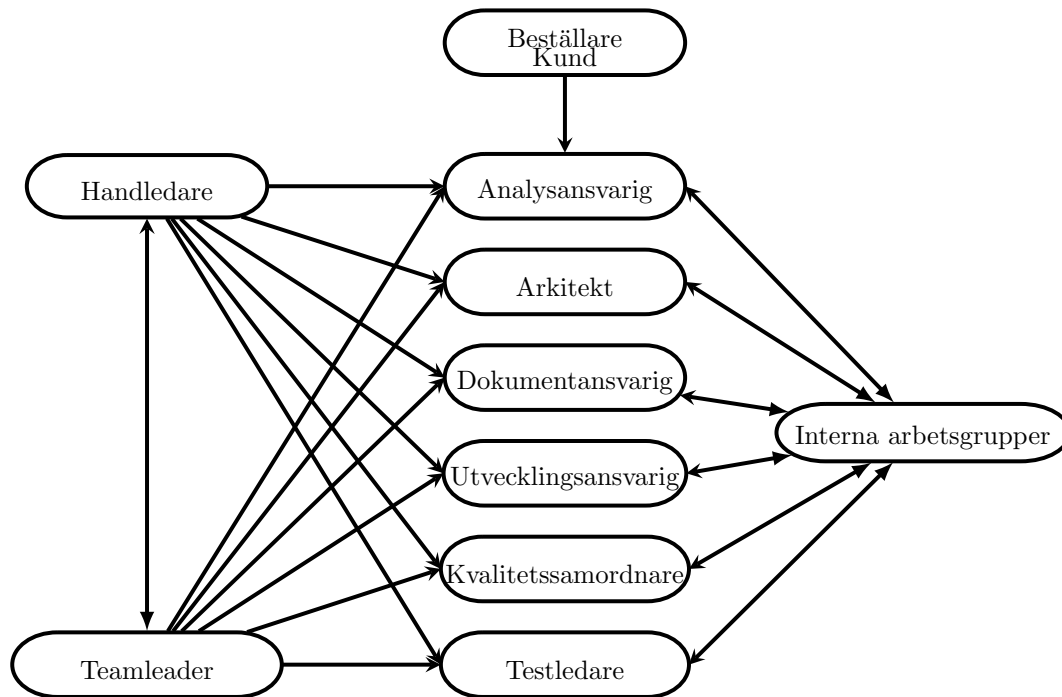 Beställare
Kund
Handledare
Analysansvarig
Arkitekt
Dokumentansvarig
Interna arbetsgrupper
Utvecklingsansvarig
Kvalitetssamordnare
Teamleader
Testledare